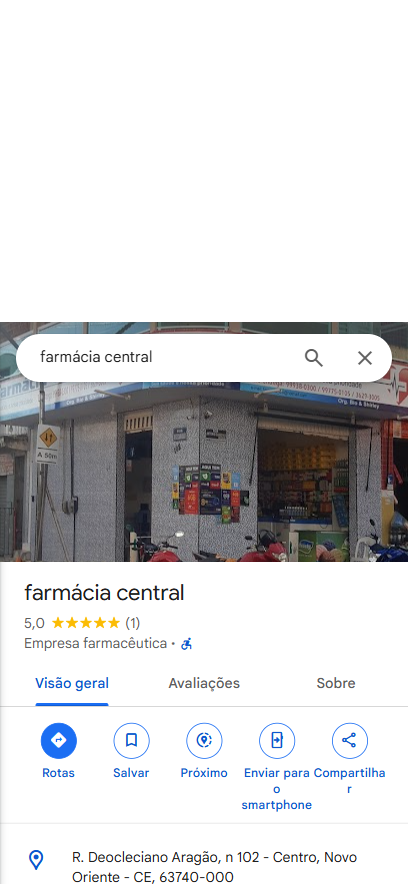 farmácia central
A 50m
farmácia central
5,0 (1)
Empresa farmacêutica ·
Visão geral Avaliações Sobre
Rotas Salvar Próximo Enviar para Compartilha
o r
smartphone
R. Deocleciano Aragão, n 102 - Centro, Novo
Oriente - CE, 63740-000